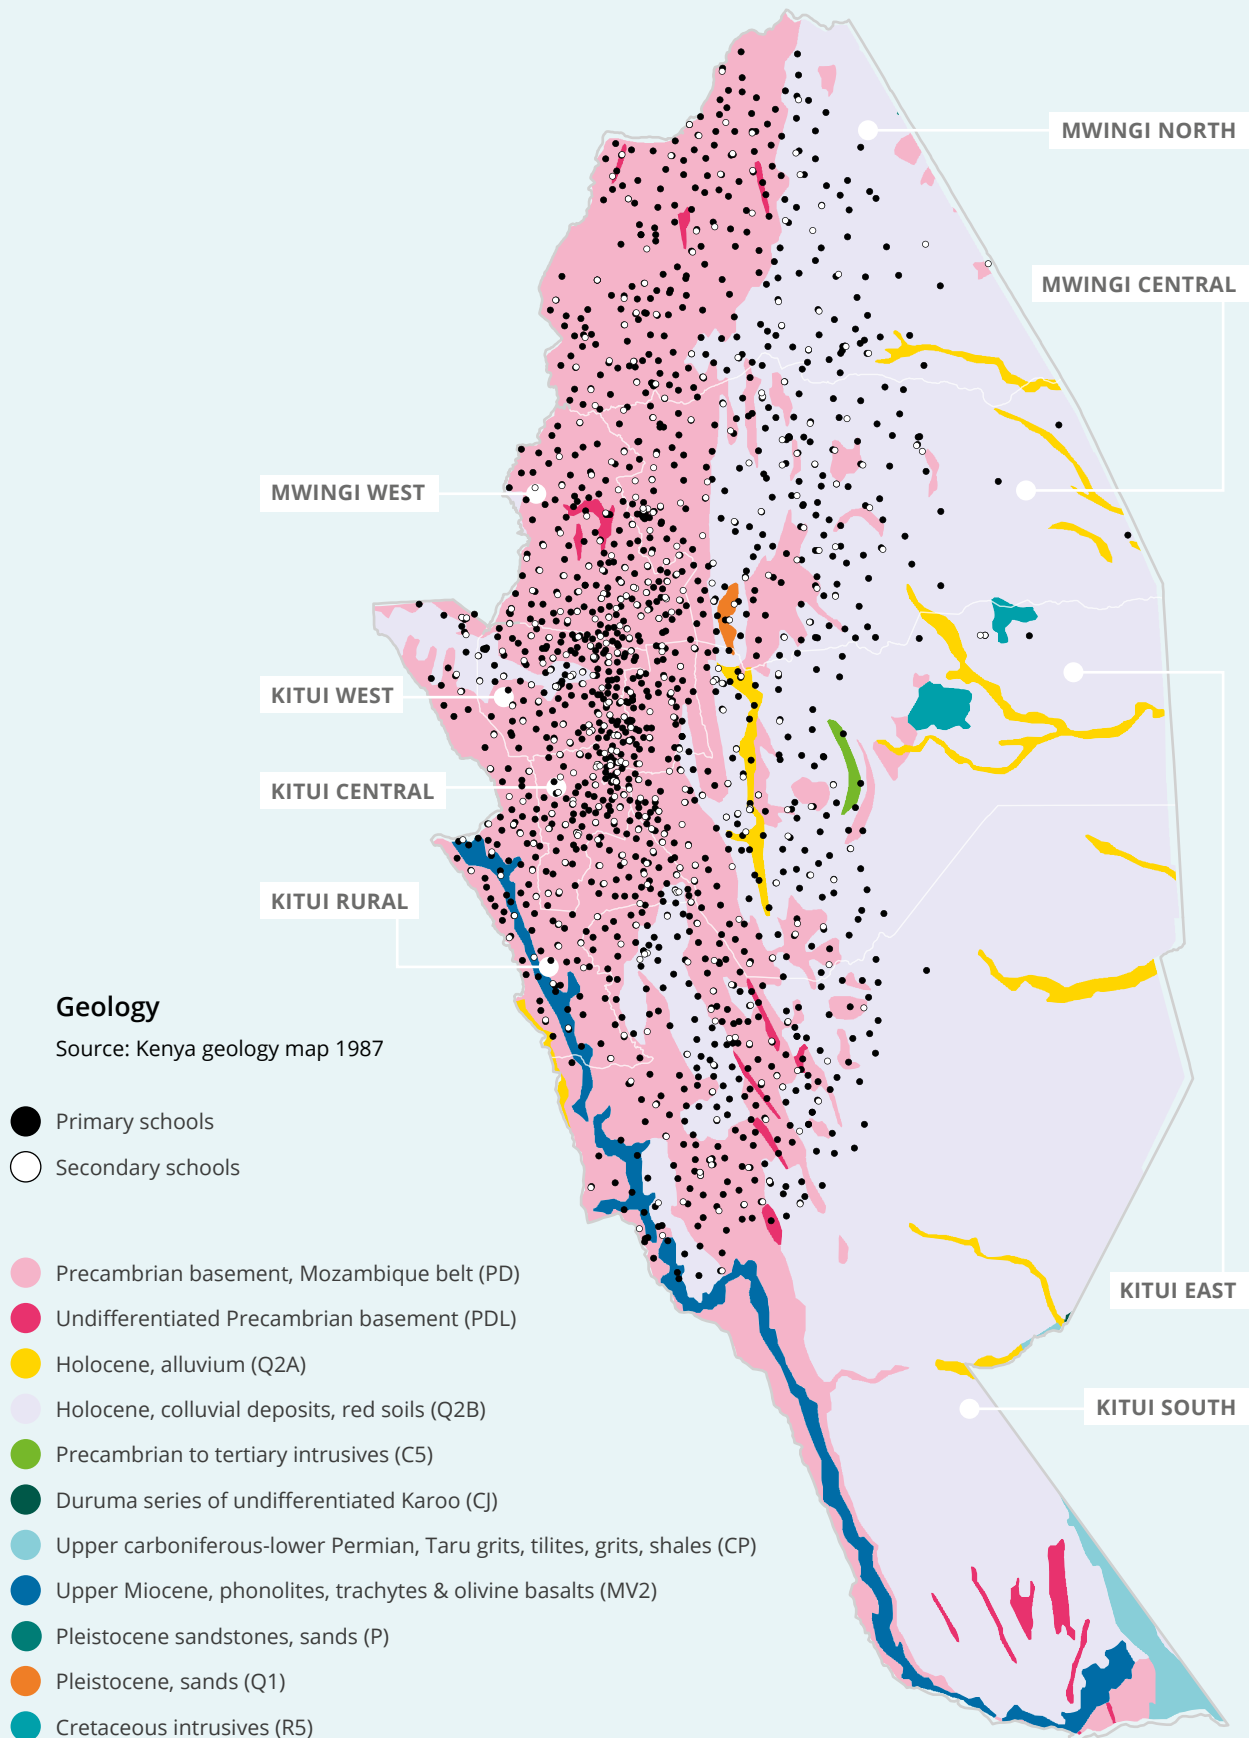 MWINGI NORTH
MWINGI CENTRAL
MWINGI WEST
KITUI WEST
KITUI CENTRAL
KITUI RURAL
Geology
Source: Kenya geology map 1987
Primary schools
Secondary schools
Precambrian basement, Mozambique belt (PD)
KITUI EAST
Undifferentiated Precambrian basement (PDL)
Holocene, alluvium (Q2A)
Holocene, colluvial deposits, red soils (Q2B)
KITUI SOUTH
Precambrian to tertiary intrusives (C5)
Duruma series of undifferentiated Karoo (CJ)
Upper carboniferous-lower Permian, Taru grits, tilites, grits, shales (CP)
Upper Miocene, phonolites, trachytes & olivine basalts (MV2)
Pleistocene sandstones, sands (P)
Pleistocene, sands (Q1)
Cretaceous intrusives (R5)